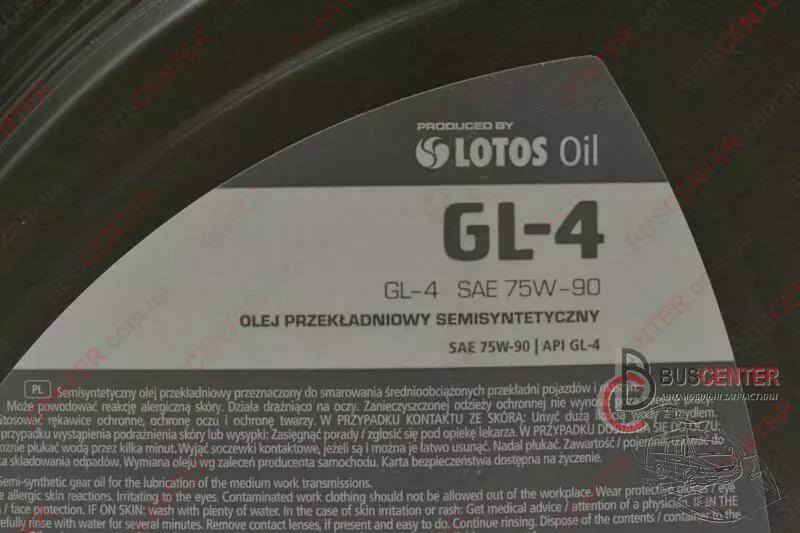 PRODUCED BY
LOTOS Oil
GL-4
GL-4 SAE 75W-90
OLEJ PRZEKŁADNIOWY SEMISYNTETYCZNY
SAE 75W-90 | API GL-4
PL Semisyntetyczny olej przekładniowy przeznaczony do smarowania średnioobciążonych przekładni pojazdów i
Może powodować reakcję alergiczną skóry. Działa drażniąco na oczy. Zanieczyszczonej odzieży ochronnej nie wynosić
Stosować rękawice ochronne, ochronę oczu i ochronę twarzy. W PRZYPADKU KONTAKTU ZE SKÓRĄ: Umyć dużą ilością wody z mydłem.
przypadku wystąpienia podrażnienia skóry lub wysypki: Zasięgnąć porady / zgłosić się pod opiekę lekarza. W PRZYPADKU DOSTANIA SIĘ DO OCZU:
płukać wodą przez kilka minut. Wyjąć soczewki kontaktowe, jeżeli są i można je łatwo usunąć. Nadal płukać. Zawartość / pojemnik usuwać do
składowania odpadów. Wymiana oleju wg zaleceń producenta samochodu. Karta bezpieczeństwa dostępna na życzenie.
Semi-synthetic gear oil for the lubrication of the medium work transmissions.
allergic skin reactions. Irritating to the eyes. Contaminated work clothing should not be allowed out of the workplace. Wear protective gloves / eye
/ face protection. IF ON SKIN: wash with plenty of water. In the case of skin irritation or rash: Get medical advice / attention of a physician. IF IN THE
rinse with water for several minutes. Remove contact lenses, if present and easy to do. Continue rinsing. Dispose of the contents / container to the
BUSCENTER
АВТОМОБІЛЬНІ ЗАПЧАСТИНИ
BUSCENTER.com.ua